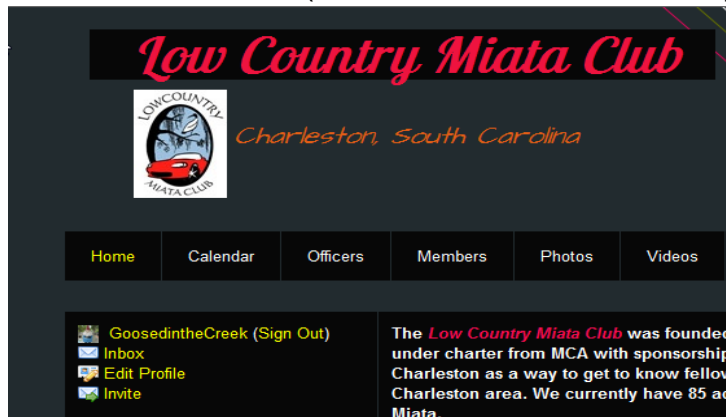 Low Country Miata Club
LOWCOUNTRY
MIATA CLUB
Charleston, South Carolina
Home Calendar Officers Members Photos Videos
GoosedintheCreek (Sign Out)
Inbox
Edit Profile
Invite
The Low Country Miata Club was founded
under charter from MCA with sponsorship
Charleston as a way to get to know fellow
Charleston area. We currently have 85 ac
Miata.